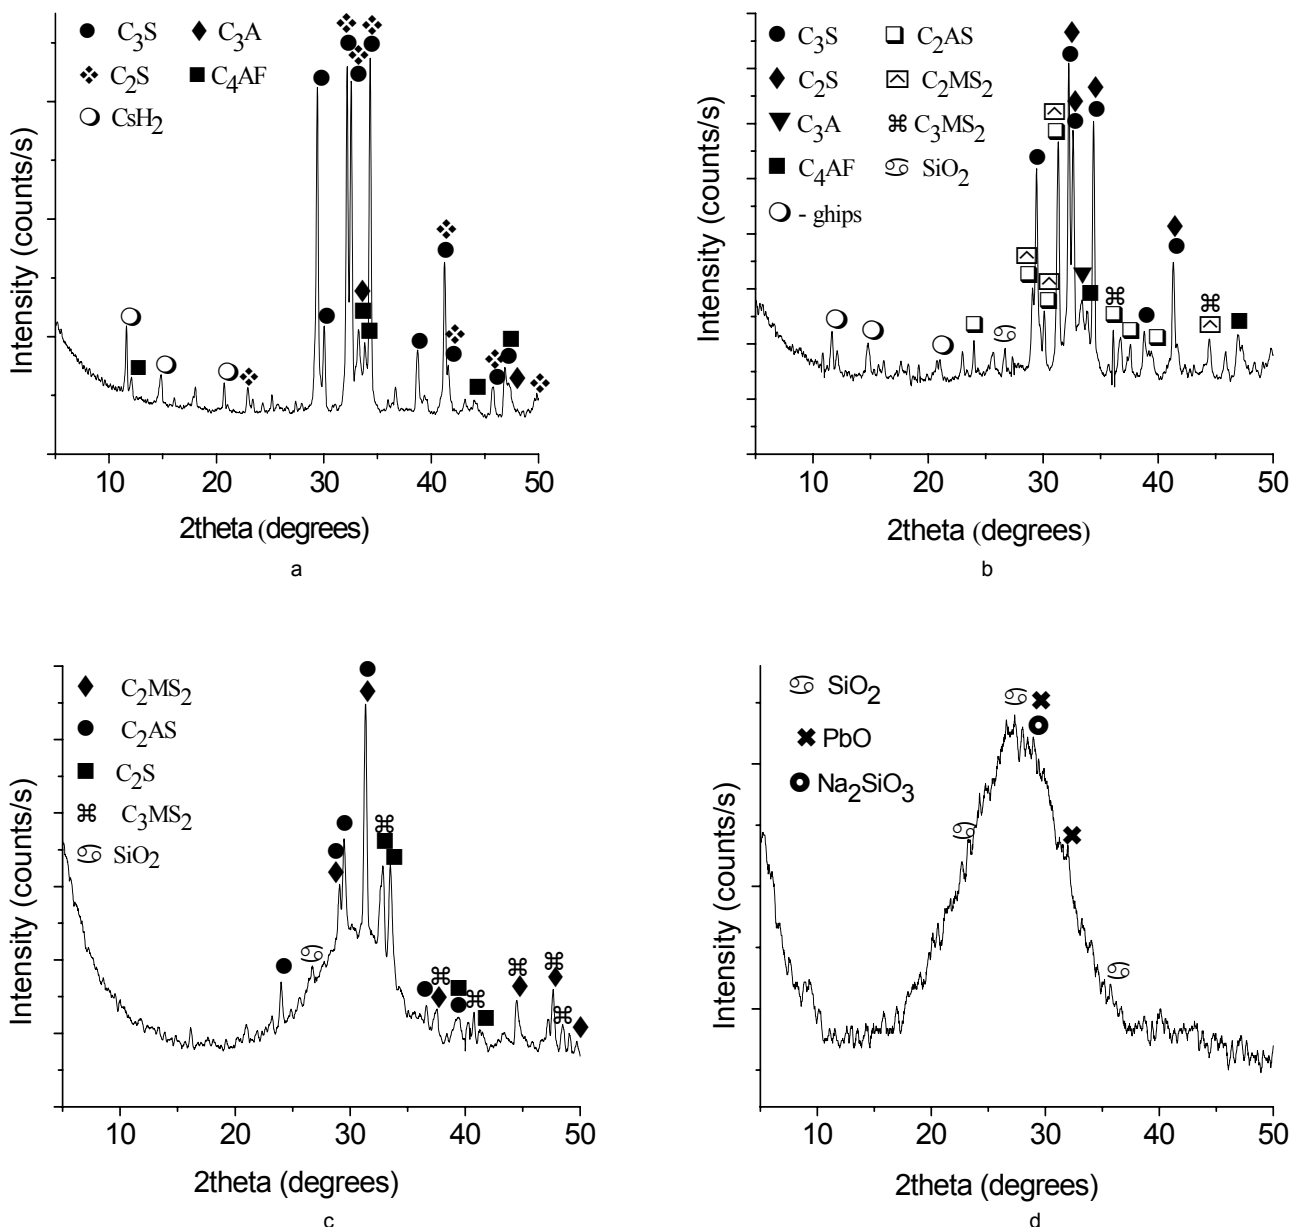 C3S C3A
C2S C4AF
CsH2
Intensity (counts/s)
10 20 30 40 50
2theta (degrees)
a
C3S C2AS
C2S C2MS2
C3A C3MS2
C4AF SiO2
- ghips
Intensity (counts/s)
10 20 30 40 50
2theta (degrees)
b
C2MS2
C2AS
C2S
C3MS2
SiO2
Intensity (counts/s)
10 20 30 40 50
2theta (degrees)
c
SiO2
PbO
Na2SiO3
Intensity (counts/s)
10 20 30 40 50
2theta (degrees)
d